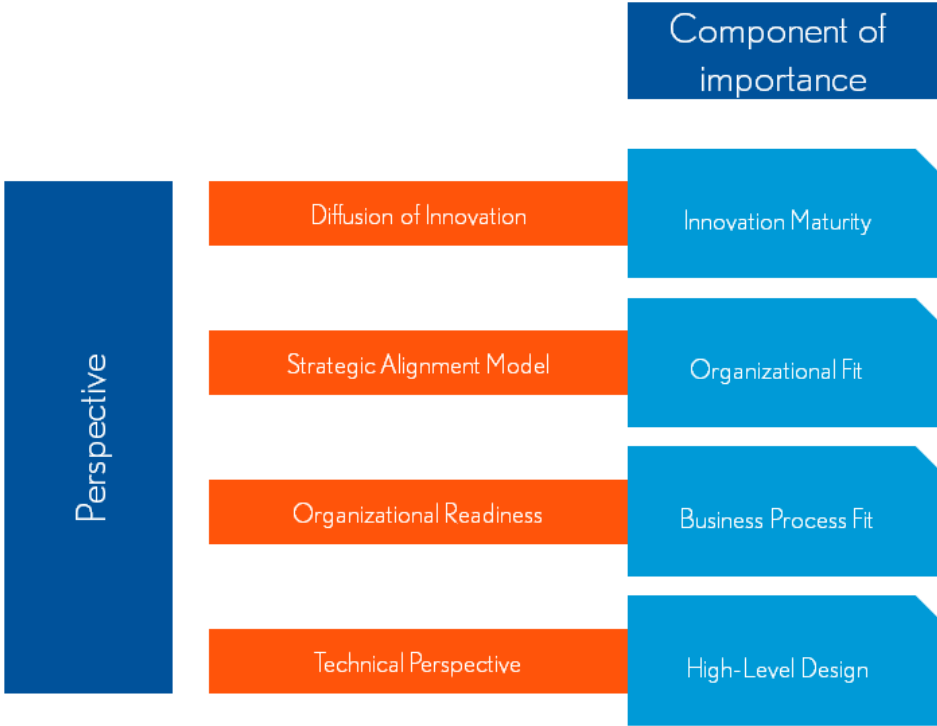 Component of
importance
Perspective
Diffusion of Innovation
Innovation Maturity
Strategic Alignment Model
Organizational Fit
Organizational Readiness
Business Process Fit
Technical Perspective
High-Level Design